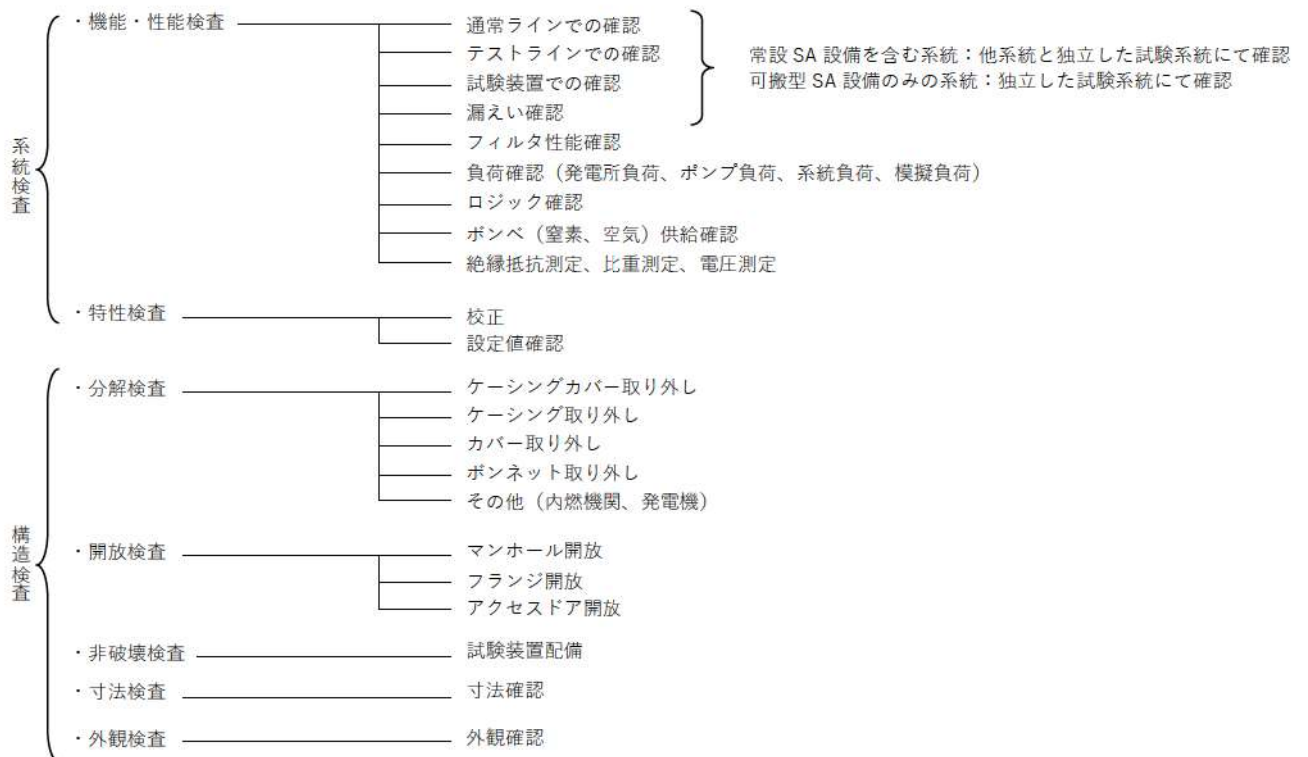 系統検査
・機能・性能検査
通常ラインでの確認
テストラインでの確認
試験装置での確認
漏えい確認
常設 SA 設備を含む系統：他系統と独立した試験系統にて確認
可搬型 SA 設備のみの系統：独立した試験系統にて確認
フィルタ性能確認
負荷確認（発電所負荷、ポンプ負荷、系統負荷、模擬負荷）
ロジック確認
ボンベ（窒素、空気）供給確認
絶縁抵抗測定、比重測定、電圧測定
・特性検査
校正
設定値確認
構造検査
・分解検査
ケーシングカバー取り外し
ケーシング取り外し
カバー取り外し
ボンネット取り外し
その他（内燃機関、発電機）
・開放検査
マンホール開放
フランジ開放
アクセスドア開放
・非破壊検査
試験装置配備
・寸法検査
寸法確認
・外観検査
外観確認